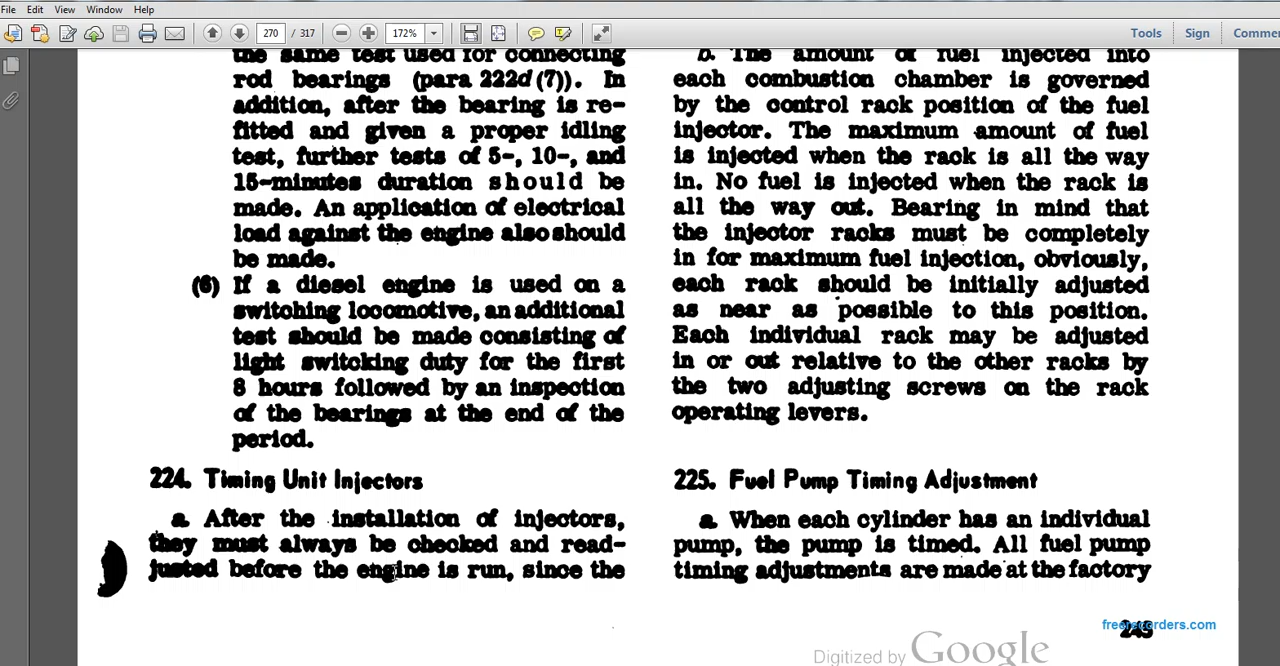 File Edit View Window Help
270 / 317 172% Tools Sign Comme
the same test used for connecting
rod bearings (para 222d (7)). In
addition, after the bearing is re-
fitted and given a proper idling
test, further tests of 5-, 10-, and
15-minutes duration should be
made. An application of electrical
load against the engine also should
be made.
(6) If a diesel engine is used on a
switching locomotive, an additional
test should be made consisting of
light switcking duty for the first
8 hours followed by an inspection
of the bearings at the end of the
period.
224. Timing Unit Injectors
a. After the installation of injectors,
they must always be checked and read-
justed before the engine is run, since the
b. The amount of fuel injected into
each combustion chamber is governed
by the control rack position of the fuel
injector. The maximum amount of fuel
is injected when the rack is all the way
in. No fuel is injected when the rack is
all the way out. Bearing in mind that
the injector racks must be completely
in for maximum fuel injection, obviously,
each rack should be initially adjusted
as near as possible to this position.
Each individual rack may be adjusted
in or out relative to the other racks by
the two adjusting screws on the rack
operating levers.
225. Fuel Pump Timing Adjustment
a. When each cylinder has an individual
pump, the pump is timed. All fuel pump
timing adjustments are made at the factory
freerecorders.com
245
Digitized by Google